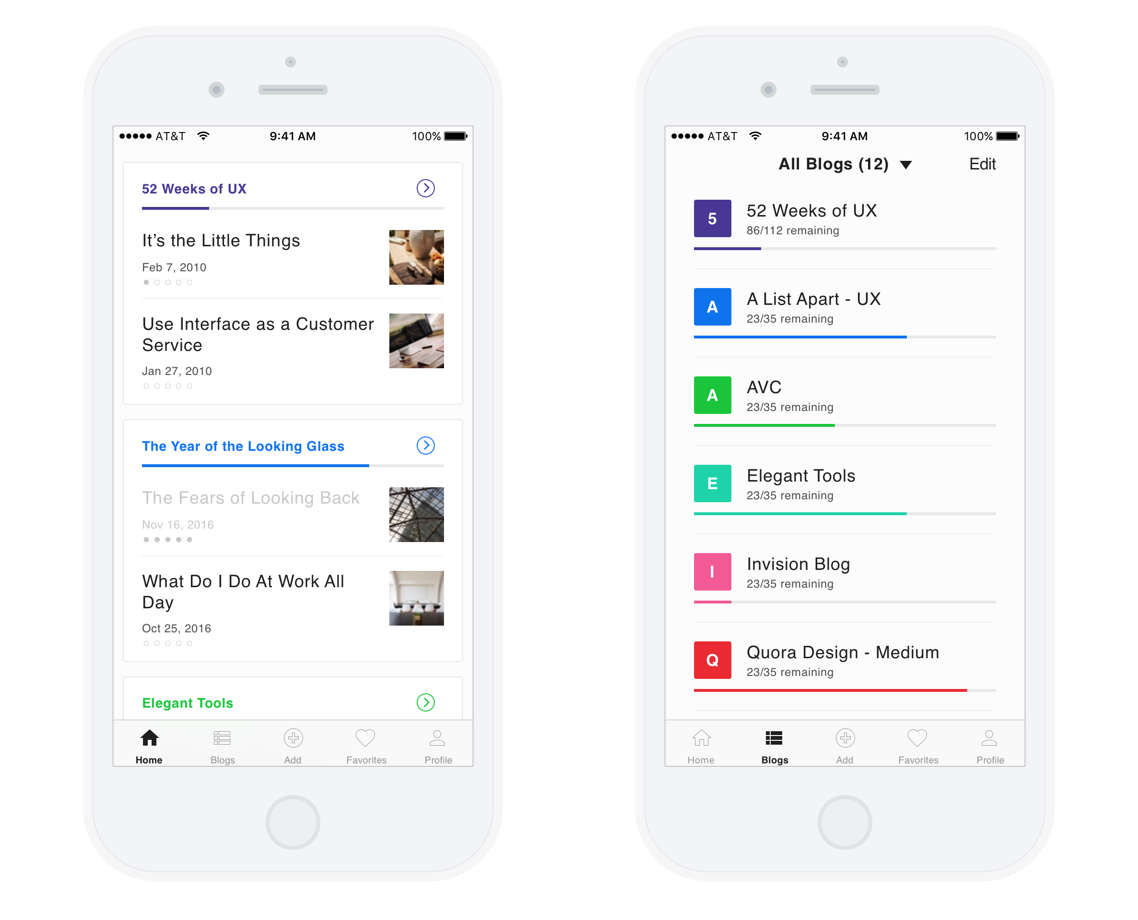 AT&T 9:41 AM 100%
52 Weeks of UX
It's the Little Things
Feb 7, 2010
Use Interface as a Customer
Service
Jan 27, 2010
The Year of the Looking Glass
The Fears of Looking Back
Nov 16, 2016
What Do I Do At Work All
Day
Oct 25, 2016
Elegant Tools
Home Blogs Add Favorites Profile
AT&T 9:41 AM 100%
All Blogs (12) Edit
5
52 Weeks of UX
86/112 remaining
A
A List Apart - UX
23/35 remaining
A
AVC
23/35 remaining
E
Elegant Tools
23/35 remaining
I
Invision Blog
23/35 remaining
Q
Quora Design - Medium
23/35 remaining
Home Blogs Add Favorites Profile